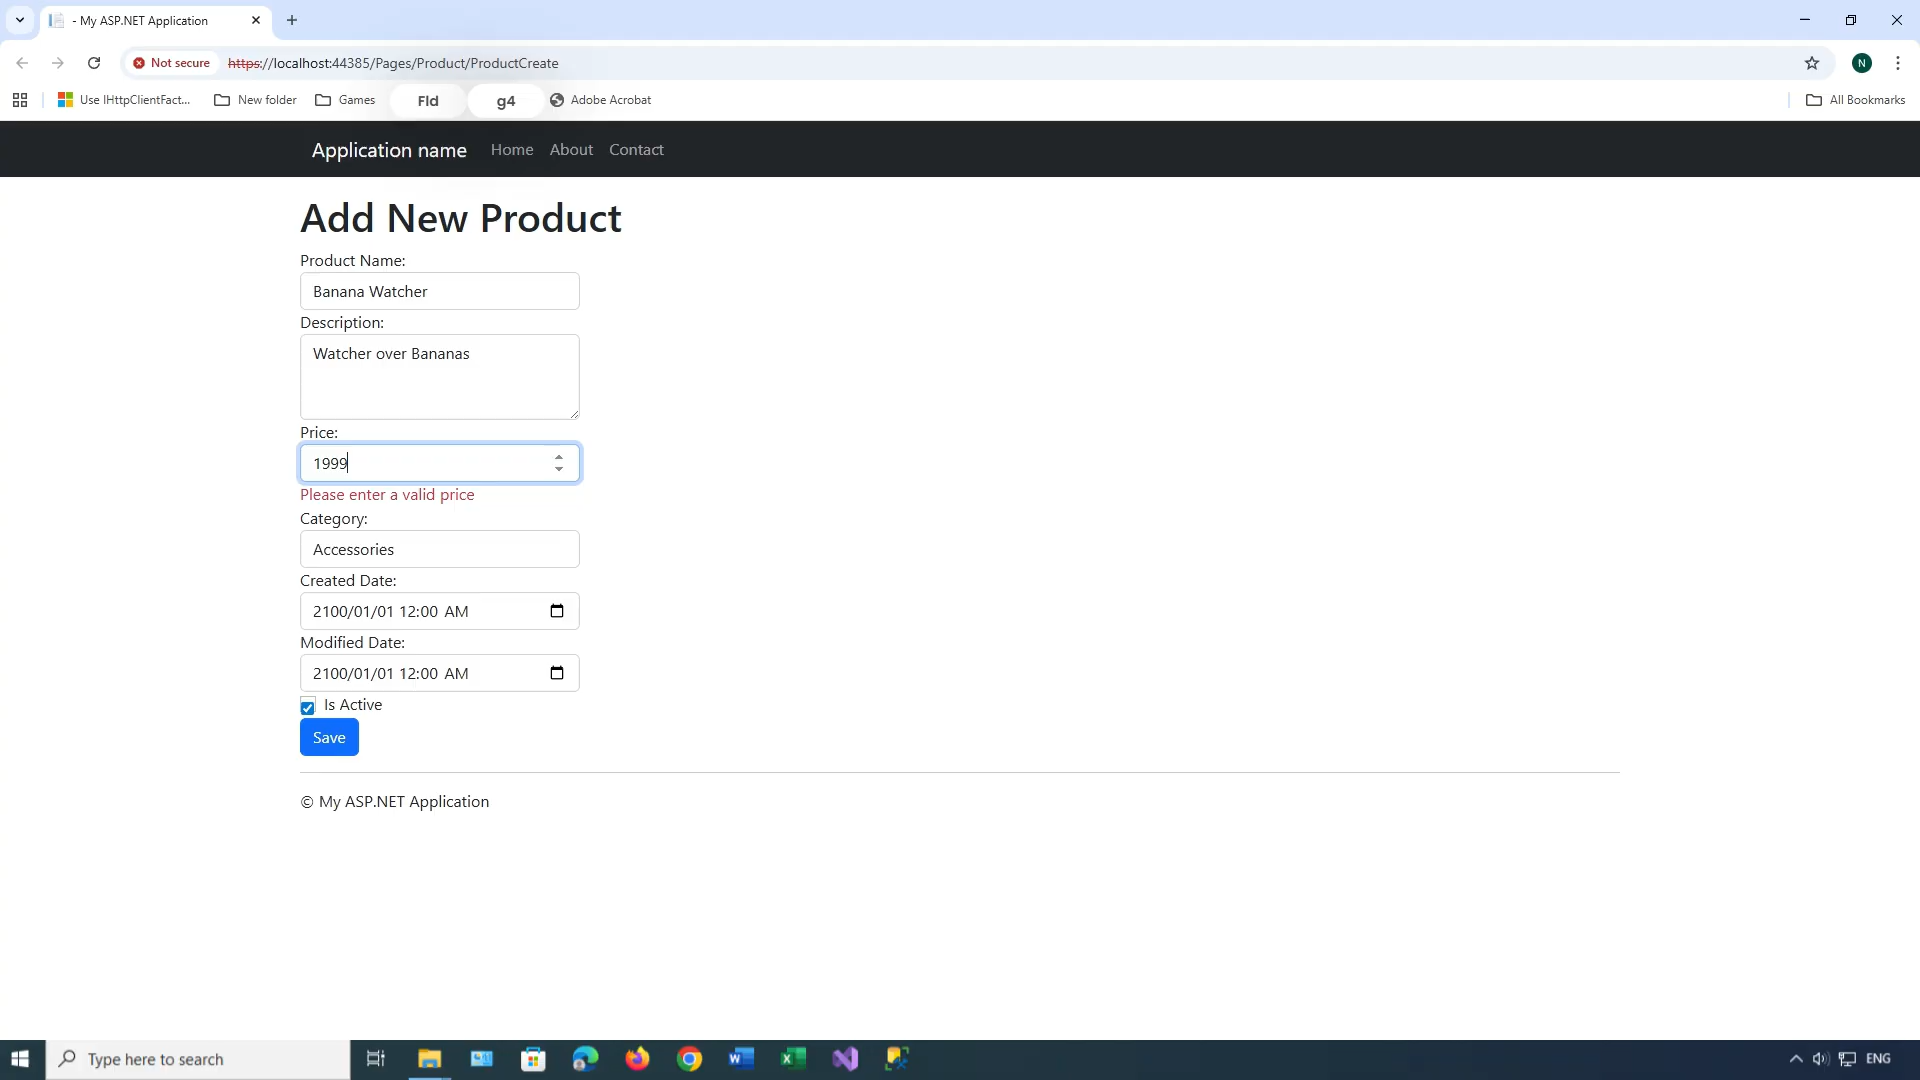 - My ASP.NET Application
Not secure
https://localhost:44385/Pages/Product/ProductCreate
N
Use IHttpClientFact...
New folder
Games
Fld
g4
Adobe Acrobat
All Bookmarks
Application name
Home
About
Contact
Add New Product
Product Name:
Banana Watcher
Description:
Watcher over Bananas
Price:
1999
Please enter a valid price
Category:
Accessories
Created Date:
2100/01/01 12:00 AM
Modified Date:
2100/01/01 12:00 AM
Is Active
Save
© My ASP.NET Application
Type here to search
ENG